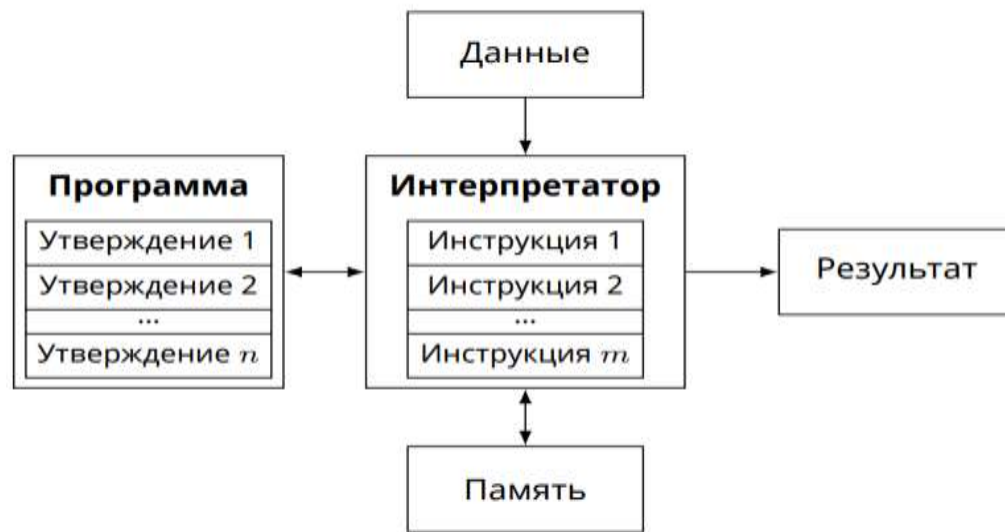 Данные
Программа
Утверждение 1
Утверждение 2
...
Утверждение n
Интерпретатор
Инструкция 1
Инструкция 2
...
Инструкция m
Результат
Память